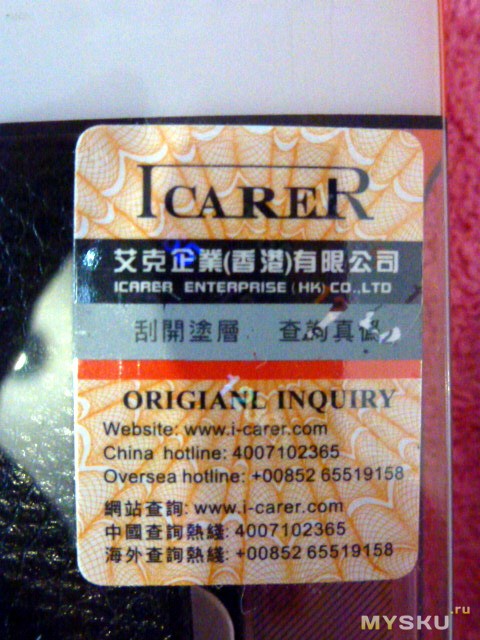 ICARER
艾克企業(香港)有限公司
ICARER ENTERPRISE (HK) CO.,LTD
刮開塗層 查詢真僞
ORIGIANL INQUIRY
Website: www.i-carer.com
China hotline: 4007102365
Oversea hotline: +00852 65519158
網站查詢: www.i-carer.com
中國查詢熱綫: 4007102365
海外查詢熱綫: +00852 65519158
MYSKU.ru